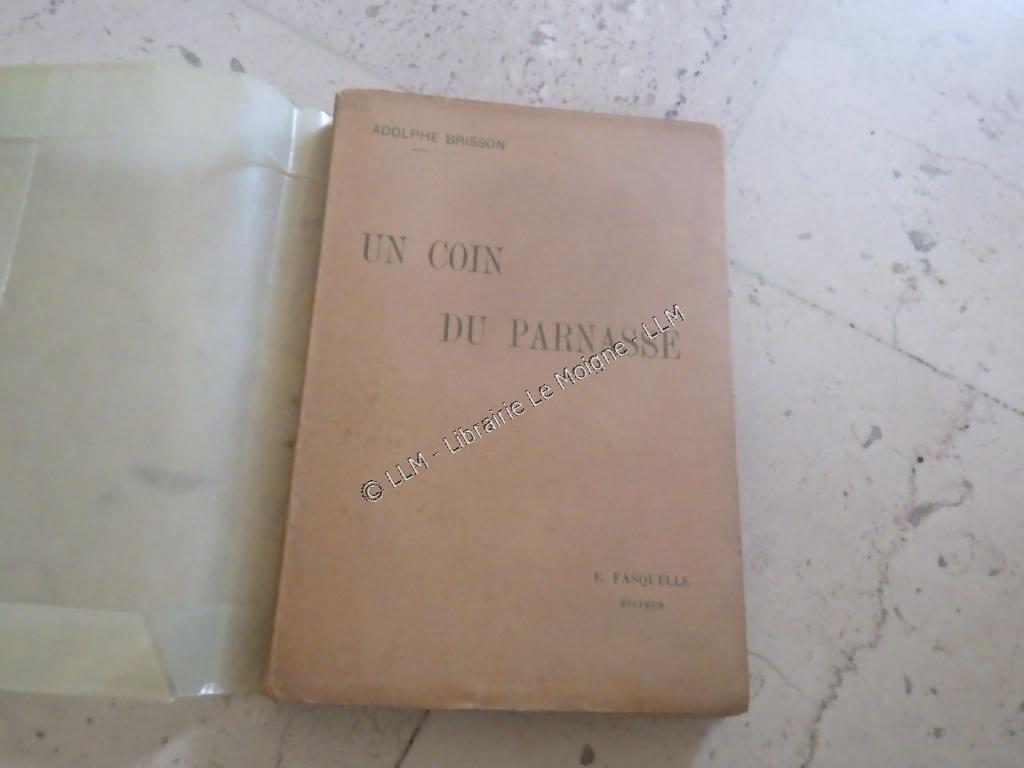 ADOLPHE BRISSON
UN COIN
DU PARNASSE
© LLM - Librairie Le Moigne - LLM
E. FASQUELLE
ÉDITEUR